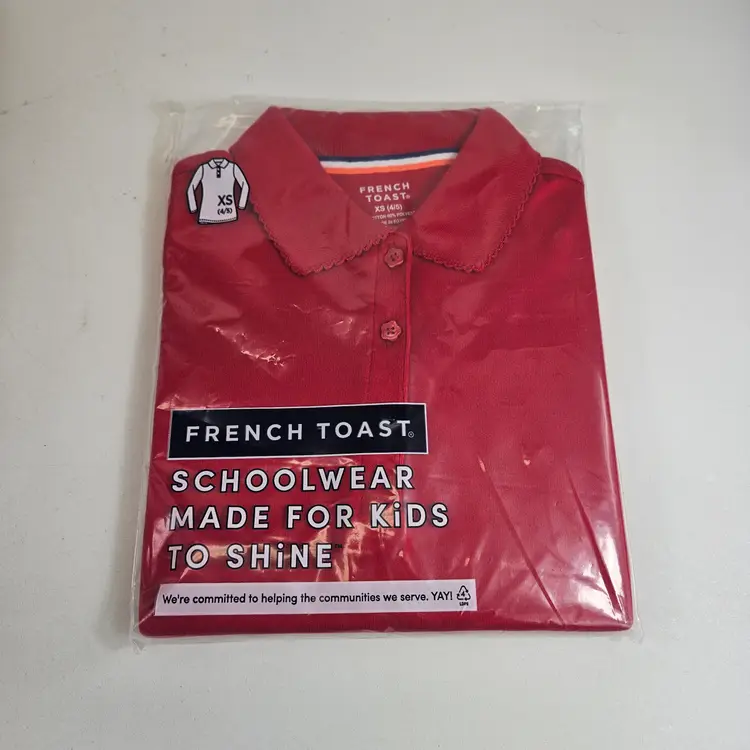 XS
(4/5)
FRENCH
TOAST®
XS (4/5)
FRENCH TOAST®
SCHOOLWEAR
MADE FOR KiDS
TO SHiNE™
We're committed to helping the communities we serve. YAY!
4
LDPE